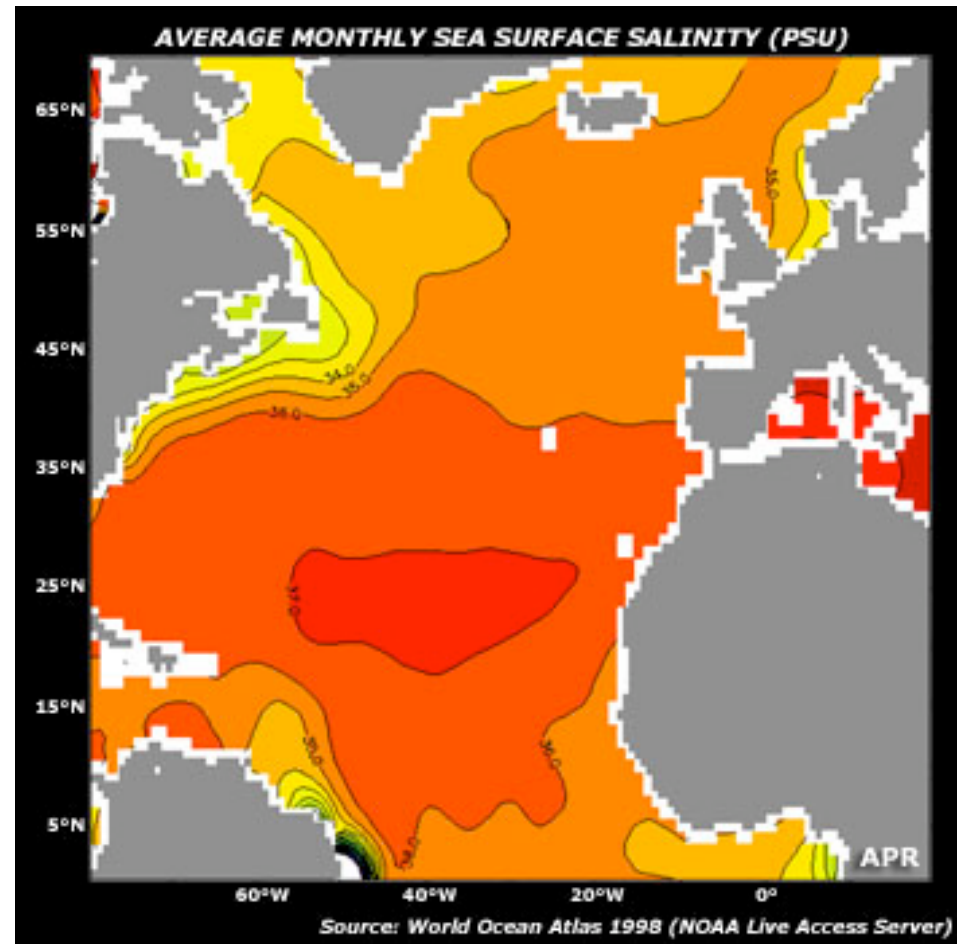 AVERAGE MONTHLY SEA SURFACE SALINITY (PSU)
65°N
35.0
55°N
45°N
34.0
35.0
36.0
35°N
25°N
37.0
15°N
35.0
36.0
5°N
36.0
APR
60°W 40°W 20°W 0°
Source: World Ocean Atlas 1998 (NOAA Live Access Server)